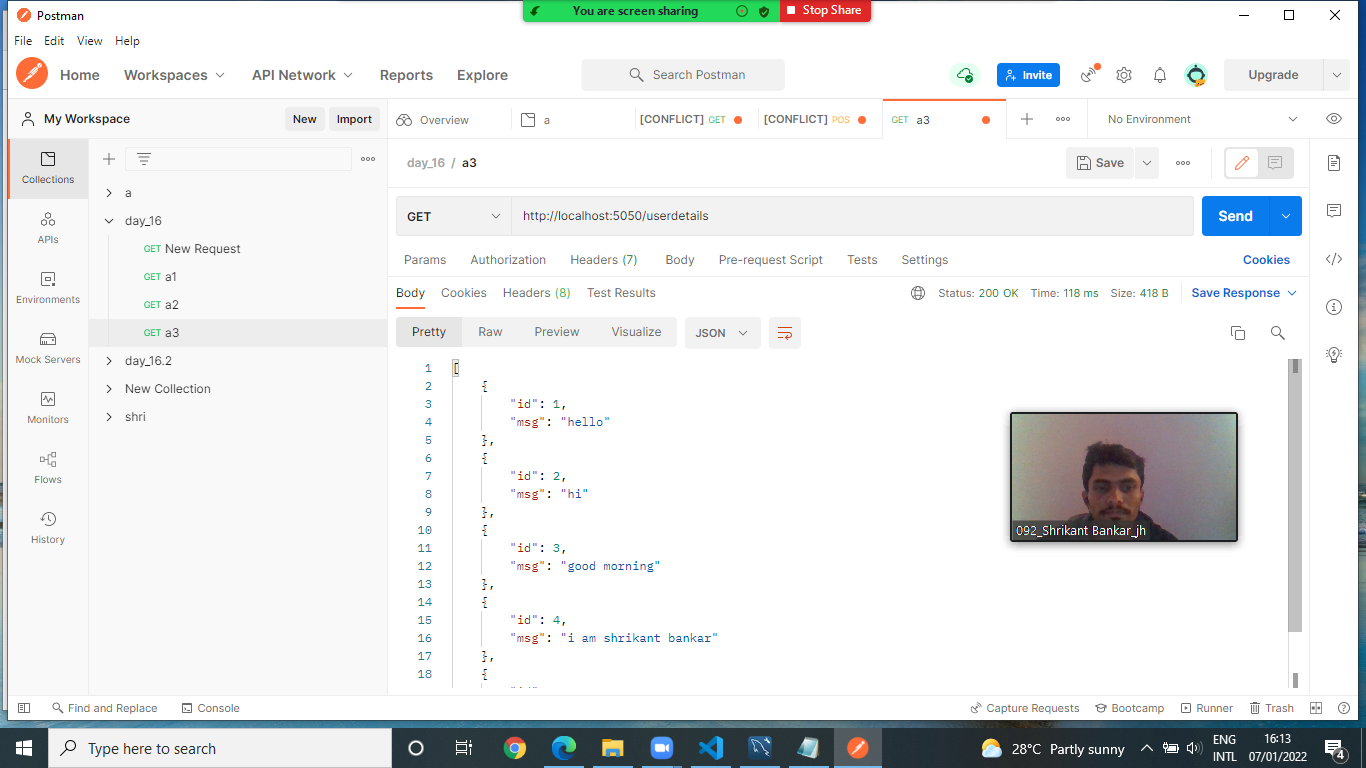 Postman
You are screen sharing
Stop Share
File Edit View Help
Home Workspaces API Network Reports Explore
Search Postman
Invite
Upgrade
My Workspace
New Import
Overview
a
[CONFLICT] GET
[CONFLICT] POS
GET a3
No Environment
Collections
APIs
Environments
Mock Servers
Monitors
Flows
History
a
day_16
GET New Request
GET a1
GET a2
GET a3
day_16.2
New Collection
shri
day_16 / a3
Save
GET http://localhost:5050/userdetails
Send
Params Authorization Headers (7) Body Pre-request Script Tests Settings Cookies
Body Cookies Headers (8) Test Results
Status: 200 OK Time: 118 ms Size: 418 B Save Response
Pretty Raw Preview Visualize JSON
1 [
2 {
3 "id": 1,
4 "msg": "hello"
5 },
6 {
7 "id": 2,
8 "msg": "hi"
9 },
10 {
11 "id": 3,
12 "msg": "good morning"
13 },
14 {
15 "id": 4,
16 "msg": "i am shrikant bankar"
17 },
18 {
092_Shrikant Bankar_jh
Find and Replace Console
Capture Requests Bootcamp Runner Trash
Type here to search
28°C Partly sunny
ENG
INTL
16:13
07/01/2022
4